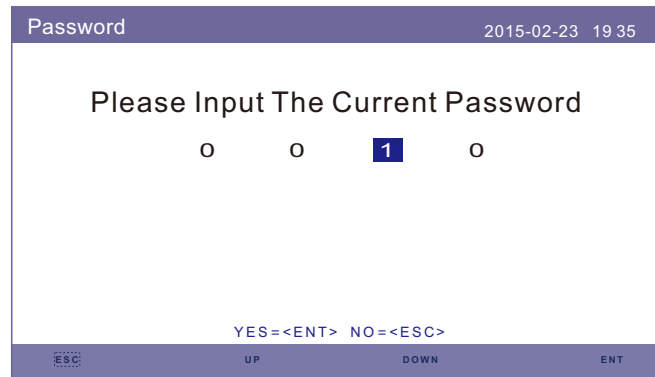 Password 2015-02-23 19 35
Please Input The Current Password
0 0 1 0
YES=<ENT> NO=<ESC>
ESC UP DOWN ENT